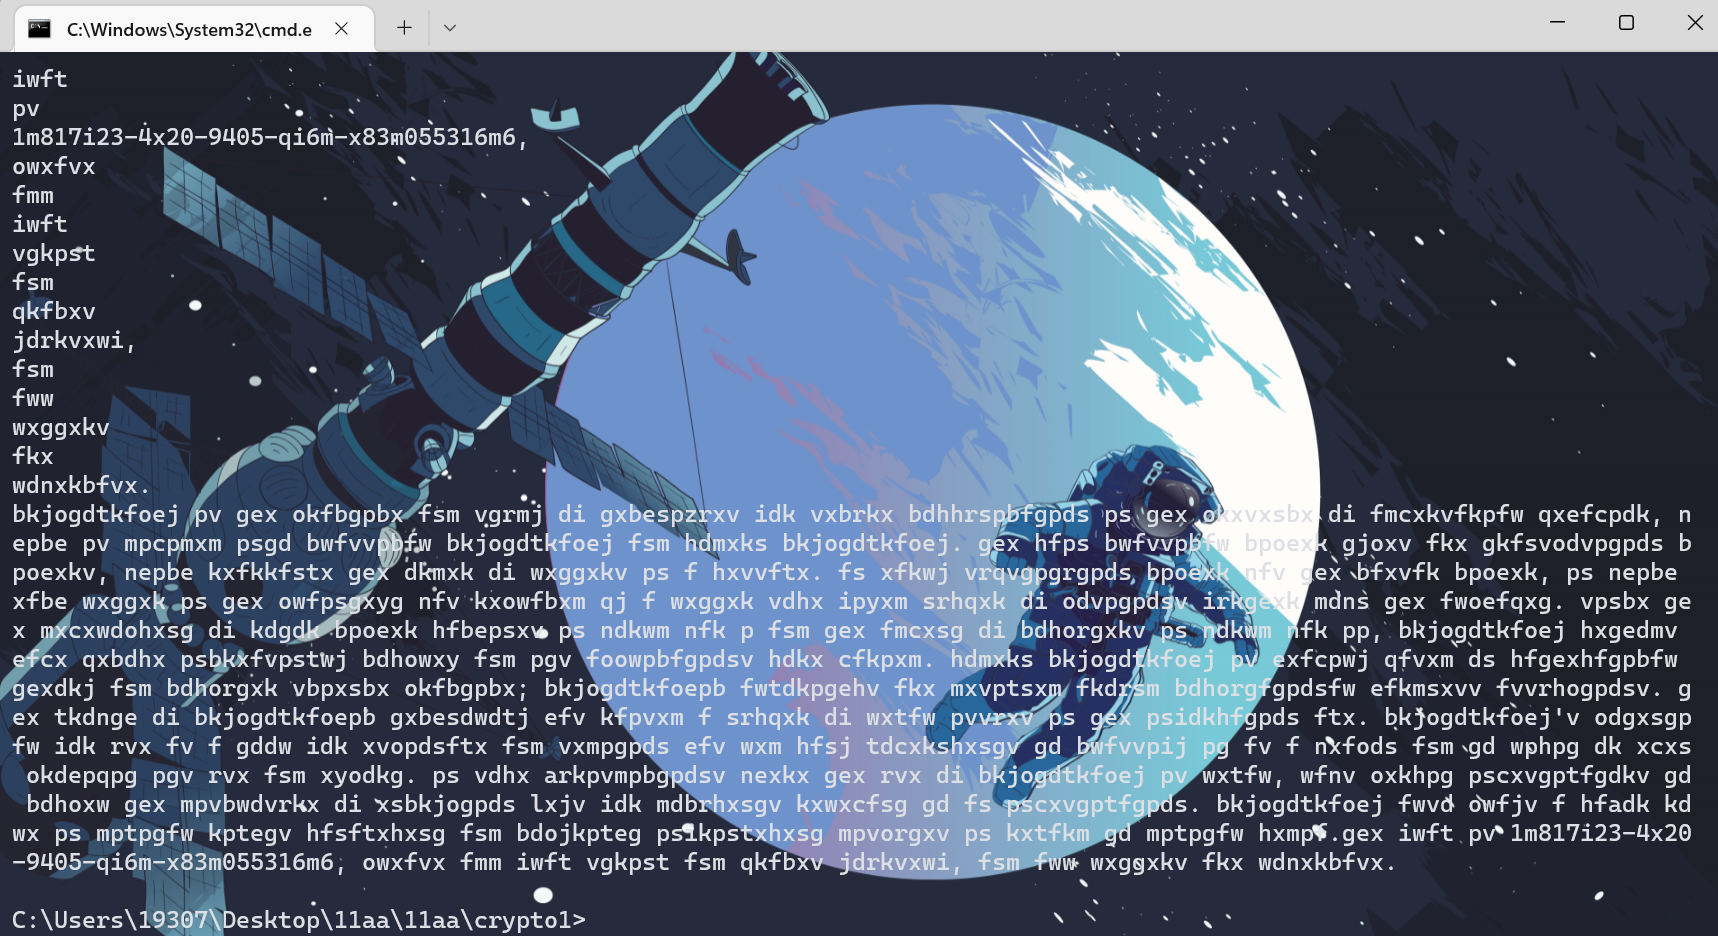 C:\Windows\System32\cmd.e
iwft
pv
1m817i23-4x20-9405-qi6m-x83m055316m6,
owxfvx
fmm
iwft
vgkpst
fsm
qkfbxv
jdrkvxwi,
fsm
fww
wxggxkv
fkx
wdnxkbfvx.
bkjogdtkfoej pv gex okfbgpbx fsm vgrmj di gxbespzrxv idk vxbrkx bdhhrspbfgpds ps gex okxvxsbx di fmcxkvfkpfw qxefcpdk, n
epbe pv mpcpmxm psgd bwfvvpbfw bkjogdtkfoej fsm hdmxks bkjogdtkfoej. gex hfps bwfvvpbfw bpoexk gjoxv fkx gkfsvodvpgpds b
poexkv, nepbe kxfkkfstx gex dkmxk di wxggxkv ps f hxvvftx. fs xfkwj vrqvgpgrgpds bpoexk nfv gex bfxvfk bpoexk, ps nepbe
xfbe wxggxk ps gex owfpsgxyg nfv kxowfbxm qj f wxggxk vdhx ipyxm srhqxk di odvpgpdsv irkgexk mdns gex fwoefqxg. vpsbx ge
x mxcxwdohxsg di kdgdk bpoexk hfbepsxv ps ndkwm nfk p fsm gex fmcxsg di bdhorgxkv ps ndkwm nfk pp, bkjogdtkfoej hxgedmv
efcx qxbdhx psbkxfvpstwj bdhowxy fsm pgv foowpbfgpdsv hdkx cfkpxm. hdmxks bkjogdtkfoej pv exfcpwj qfvxm ds hfgexhfgpbfw
gexdkj fsm bdhorgxk vbpxsbx okfbgpbx; bkjogdtkfoepb fwtdkpgehv fkx mxvptsxm fkdrsm bdhorgfgpdsfw efkmsxvv fvvrhogpdsv. g
ex tkdnge di bkjogdtkfoepb gxbesdwdtj efv kfpvxm f srhqxk di wxtfw pvvrxv ps gex psidkhfgpds ftx. bkjogdtkfoej'v odgxsgp
fw idk rvx fv f gddw idk xvopdsftx fsm vxmpgpds efv wxm hfsj tdcxkshxsgv gd bwfvvpij pg fv f nxfods fsm gd wphpg dk xcxs
okdepqpg pgv rvx fsm xyodkg. ps vdhx arkpvmpbgpdsv nexkx gex rvx di bkjogdtkfoej pv wxtfw, wfnv oxkhpg pscxvgptfgdkv gd
bdhoxw gex mpvbwdvrkx di xsbkjogpds lxjv idk mdbrhxsgv kxwxcfsg gd fs pscxvgptfgpds. bkjogdtkfoej fwvd owfjv f hfadk kd
wx ps mptpgfw kptegv hfsftxhxsg fsm bdojkpteg psikpstxhxsg mpvorgxv ps kxtfkm gd mptpgfw hxmpf.gex iwft pv 1m817i23-4x20
-9405-qi6m-x83m055316m6, owxfvx fmm iwft vgkpst fsm qkfbxv jdrkvxwi, fsm fww wxggxkv fkx wdnxkbfvx.
C:\Users\19307\Desktop\11aa\11aa\crypto1>